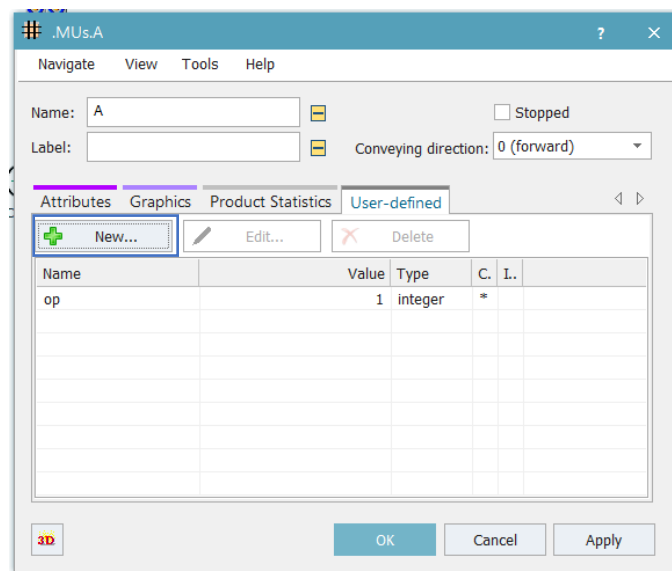 .MUs.A ?
Navigate View Tools Help
Name: A Stopped
Label: Conveying direction: 0 (forward)
Attributes Graphics Product Statistics User-defined
New... Edit... Delete
Name Value Type C. I..
op 1 integer *
3D OK Cancel Apply